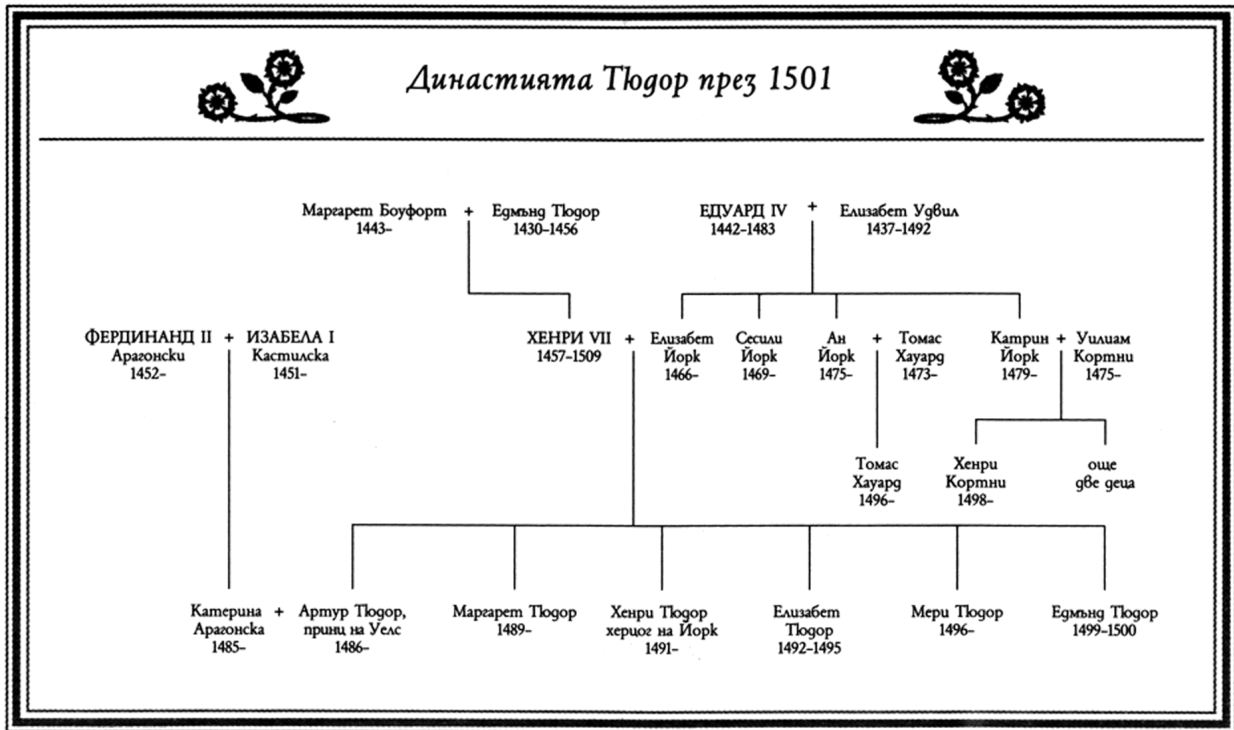 Династията Тюдор през 1501
Маргарет Боуфорт + Едмънд Тюдор ЕДУАРД IV + Елизабет Удвил
1443– 1430–1456 1442–1483 1437–1492
ФЕРДИНАНД II + ИЗАБЕЛА I ХЕНРИ VII + Елизабет Сесили Ан + Томас Катрин + Уилиам
Арагонски Кастилска 1457–1509 Йорк Йорк Йорк Хауард Йорк Кортни
1452– 1451– 1466– 1469– 1475– 1473– 1479– 1475–
Томас Хенри още
Хауард Кортни две деца
1496– 1498–
Катерина + Артур Тюдор, Маргарет Тюдор Хенри Тюдор Елизабет Мери Тюдор Едмънд Тюдор
Арагонска принц на Уелс 1489– херцог на Йорк Тюдор 1496– 1499–1500
1485– 1486– 1491– 1492–1495